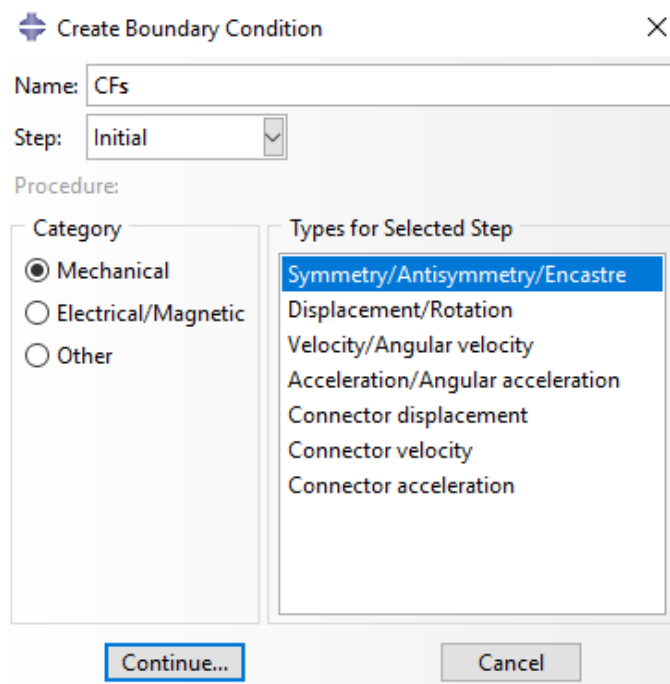 Create Boundary Condition
Name: CFs
Step: Initial
Procedure:
Category
Mechanical
Electrical/Magnetic
Other
Types for Selected Step
Symmetry/Antisymmetry/Encastre
Displacement/Rotation
Velocity/Angular velocity
Acceleration/Angular acceleration
Connector displacement
Connector velocity
Connector acceleration
Continue... Cancel